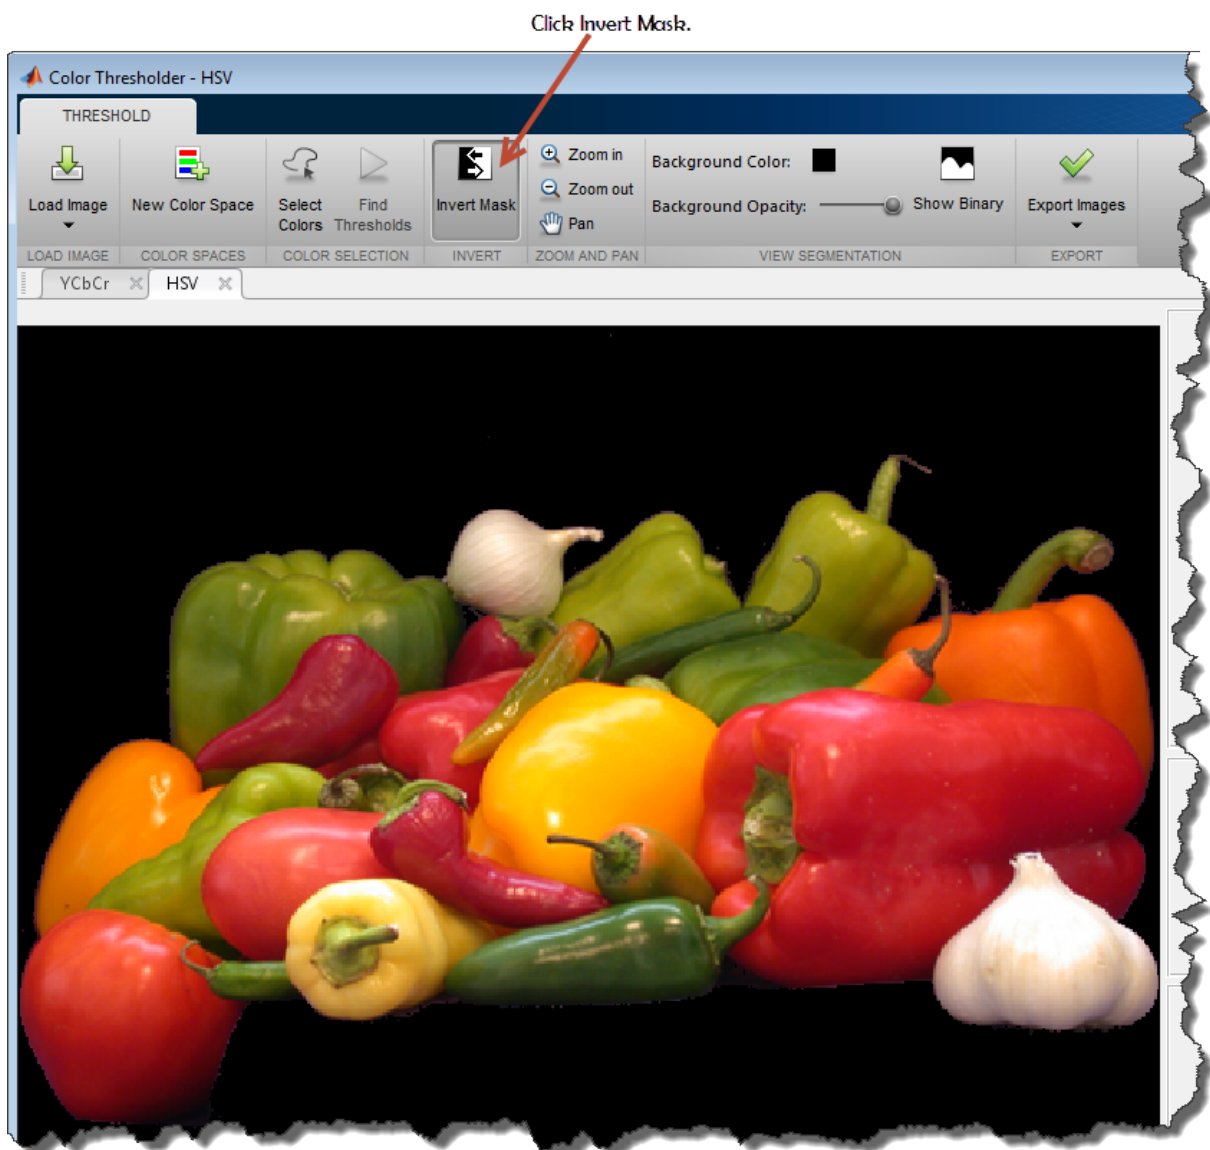 Click Invert Mask.
Color Thresholder - HSV
THRESHOLD
Load Image
New Color Space
Select Colors
Find Thresholds
Invert Mask
Zoom in
Zoom out
Pan
Background Color:
Background Opacity:
Show Binary
Export Images
LOAD IMAGE
COLOR SPACES
COLOR SELECTION
INVERT
ZOOM AND PAN
VIEW SEGMENTATION
EXPORT
YCbCr
HSV